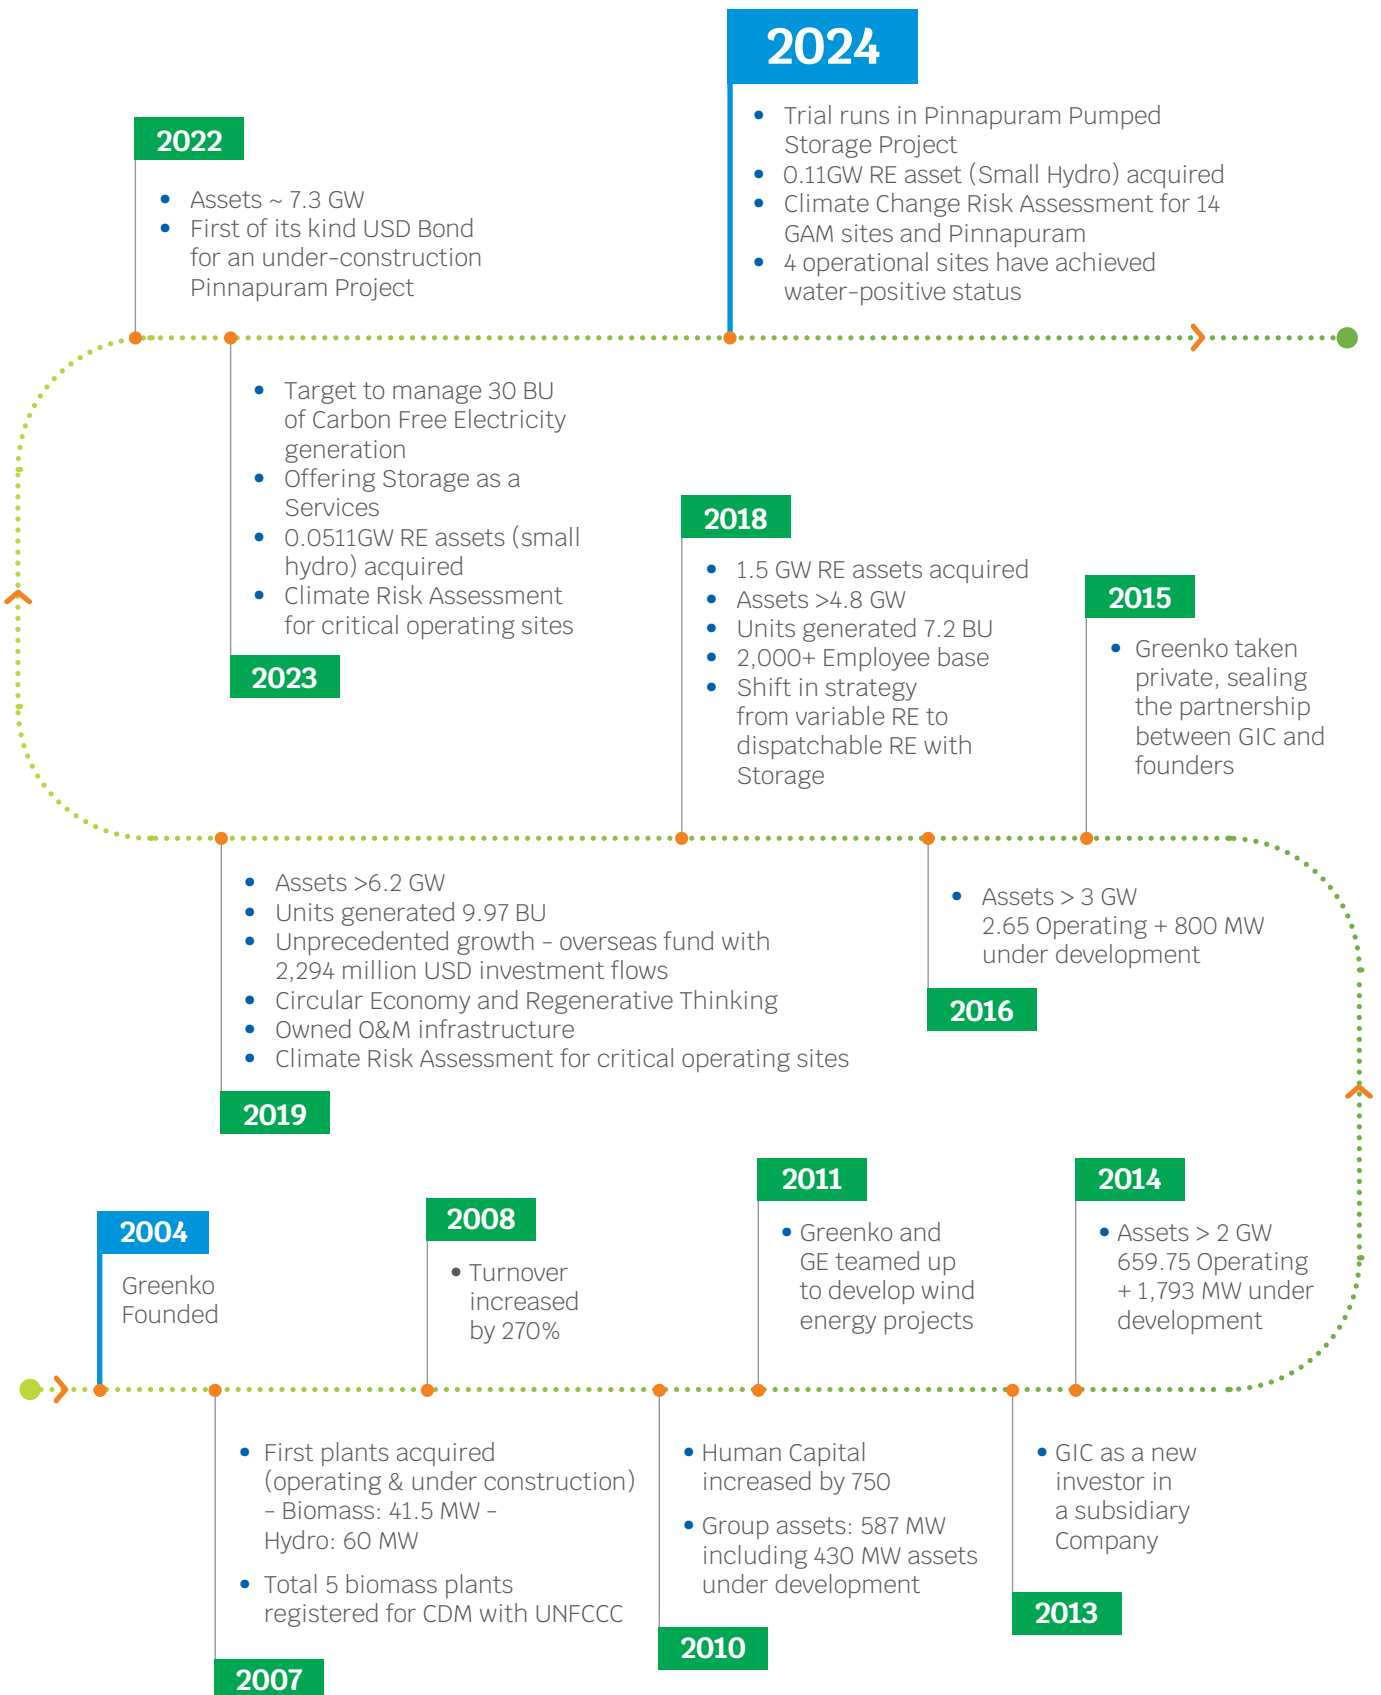 2024
• Trial runs in Pinnapuram Pumped
Storage Project
• 0.11GW RE asset (Small Hydro) acquired
• Climate Change Risk Assessment for 14
GAM sites and Pinnapuram
• 4 operational sites have achieved
water-positive status
2022
• Assets ~ 7.3 GW
• First of its kind USD Bond
for an under-construction
Pinnapuram Project
• Target to manage 30 BU
of Carbon Free Electricity
generation
• Offering Storage as a
Services
• 0.0511GW RE assets (small
hydro) acquired
• Climate Risk Assessment
for critical operating sites
2023
2018
• 1.5 GW RE assets acquired
• Assets >4.8 GW
• Units generated 7.2 BU
• 2,000+ Employee base
• Shift in strategy
from variable RE to
dispatchable RE with
Storage
2015
• Greenko taken
private, sealing
the partnership
between GIC and
founders
• Assets >6.2 GW
• Units generated 9.97 BU
• Unprecedented growth - overseas fund with
2,294 million USD investment flows
• Circular Economy and Regenerative Thinking
• Owned O&M infrastructure
• Climate Risk Assessment for critical operating sites
2019
• Assets > 3 GW
2.65 Operating + 800 MW
under development
2016
2004
Greenko
Founded
2008
• Turnover
increased
by 270%
2011
• Greenko and
GE teamed up
to develop wind
energy projects
2014
• Assets > 2 GW
659.75 Operating
+ 1,793 MW under
development
• First plants acquired
(operating & under construction)
- Biomass: 41.5 MW -
Hydro: 60 MW
• Total 5 biomass plants
registered for CDM with UNFCCC
2007
• Human Capital
increased by 750
• Group assets: 587 MW
including 430 MW assets
under development
2010
• GIC as a new
investor in
a subsidiary
Company
2013